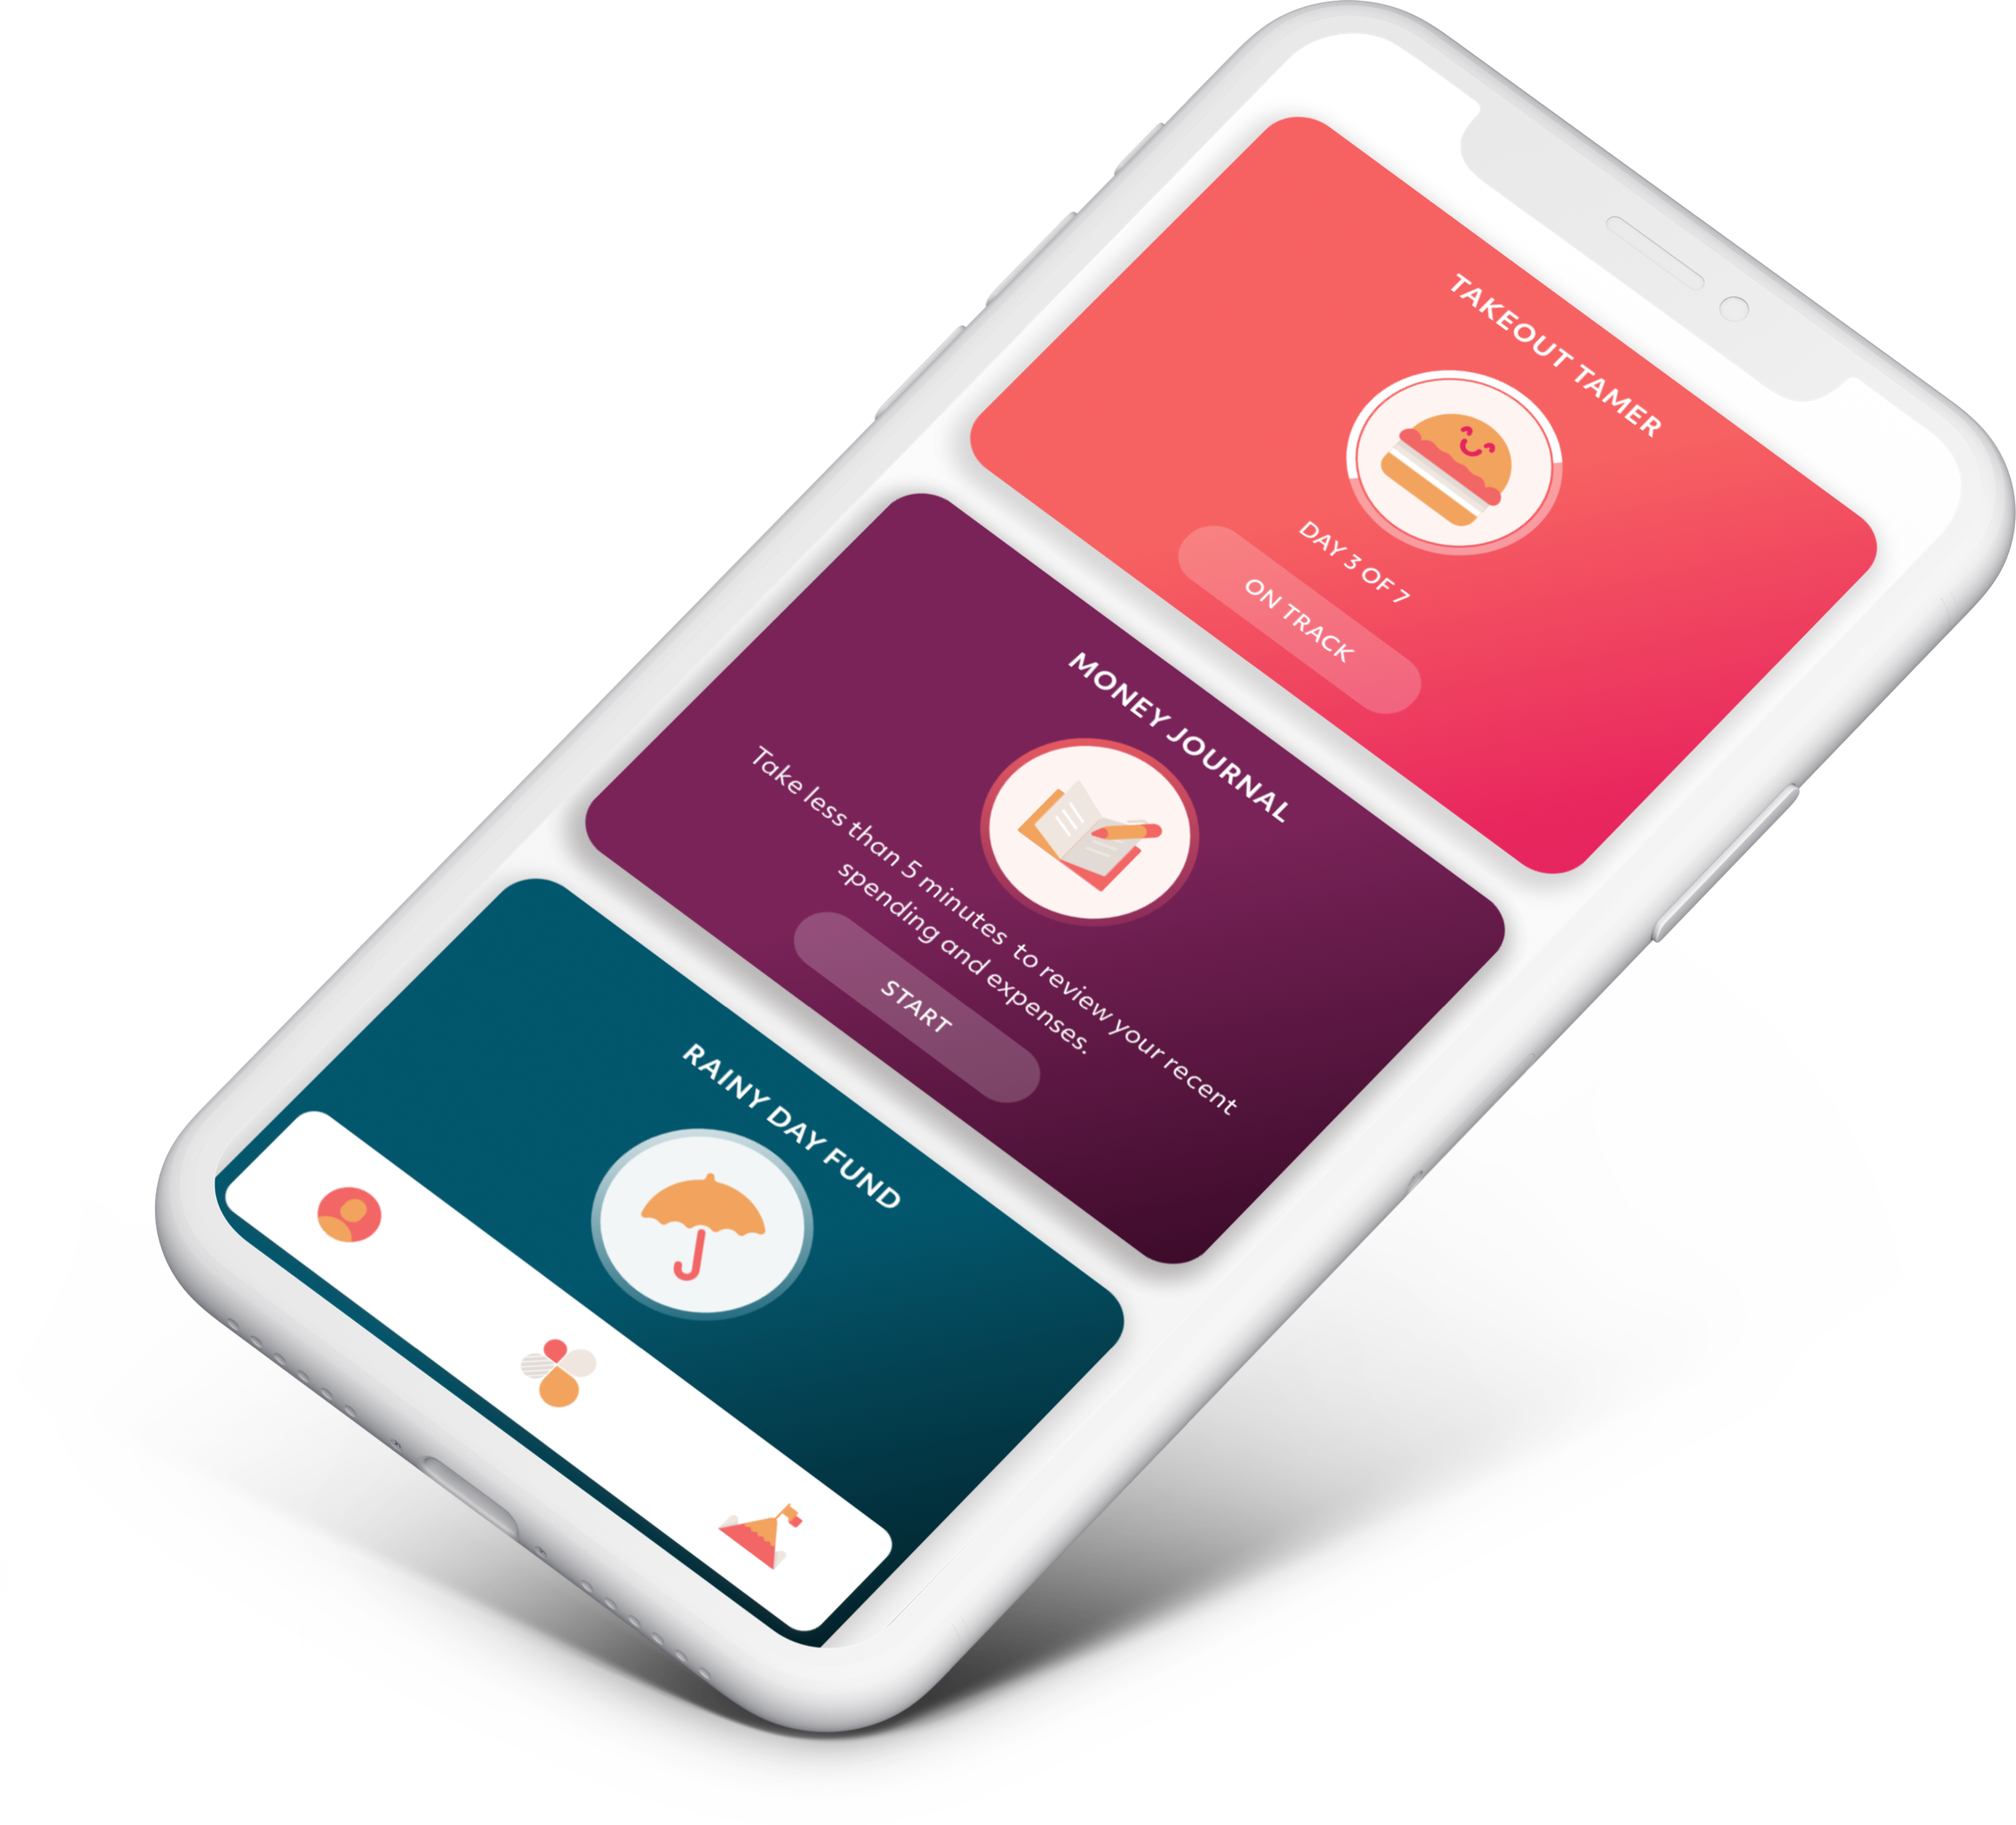 TAKEOUT TAMER
DAY 3 OF 7
ON TRACK
MONEY JOURNAL
Take less than 5 minutes to review your recent
spending and expenses.
START
RAINY DAY FUND